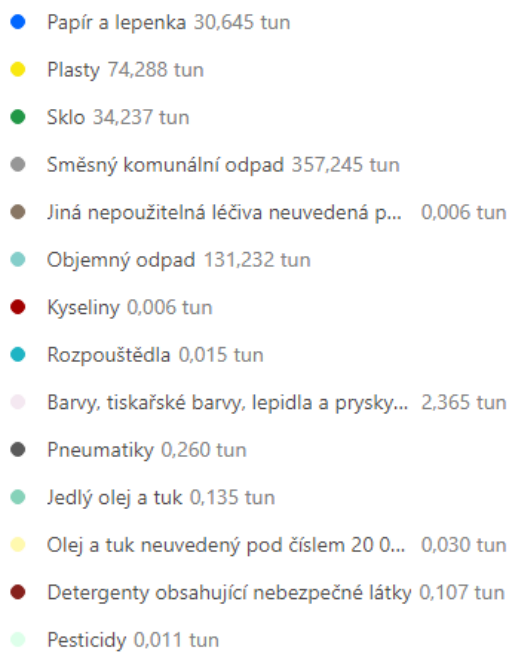 Papír a lepenka 30,645 tun
Plasty 74,288 tun
Sklo 34,237 tun
Směsný komunální odpad 357,245 tun
Jiná nepoužitelná léčiva neuvedená p... 0,006 tun
Objemný odpad 131,232 tun
Kyseliny 0,006 tun
Rozpouštědla 0,015 tun
Barvy, tiskařské barvy, lepidla a prysky... 2,365 tun
Pneumatiky 0,260 tun
Jedlý olej a tuk 0,135 tun
Olej a tuk neuvedený pod číslem 20 0... 0,030 tun
Detergenty obsahující nebezpečné látky 0,107 tun
Pesticidy 0,011 tun